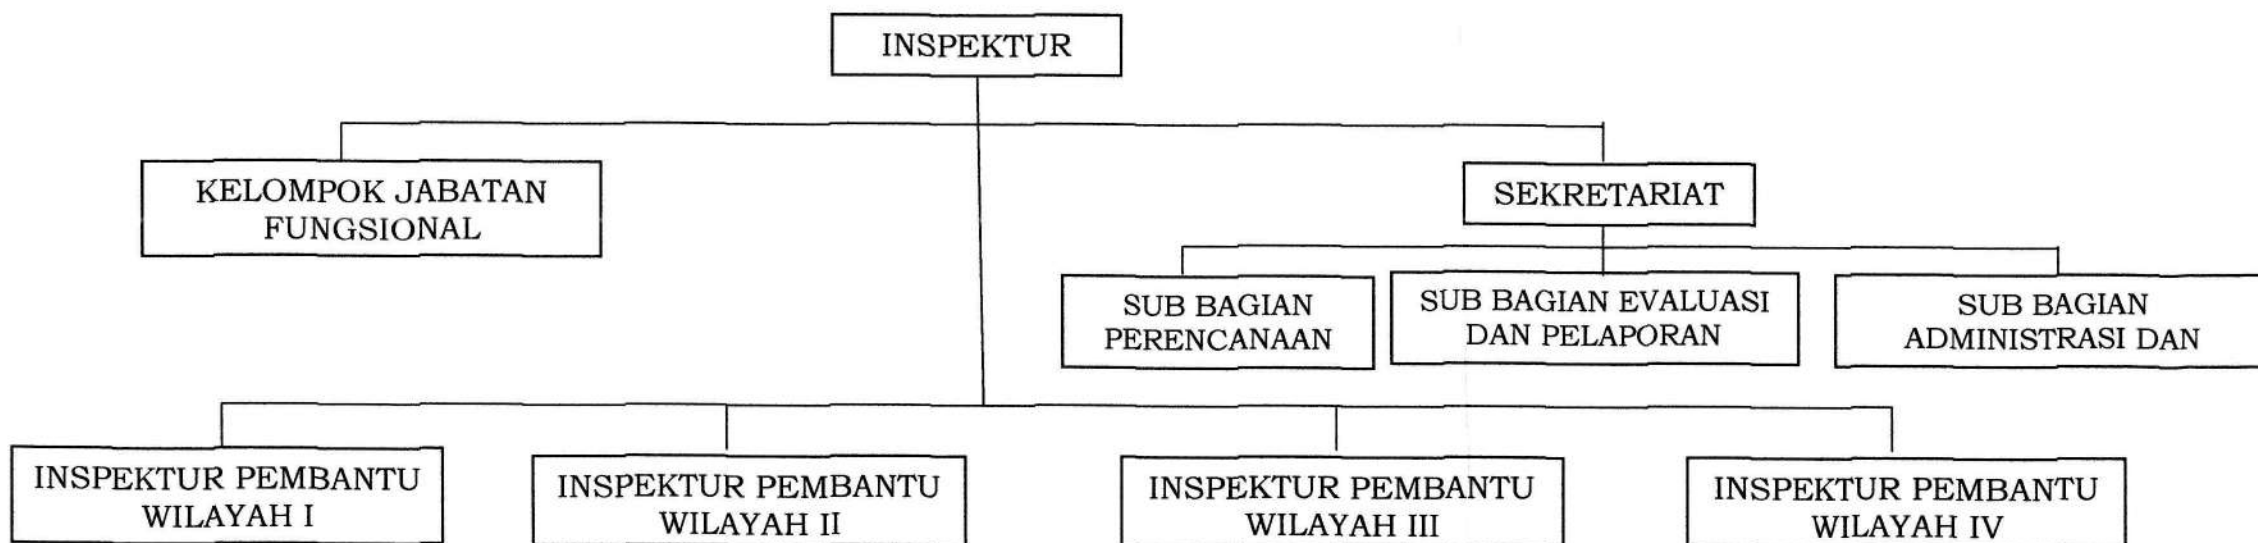 INSPEKTUR
KELOMPOK JABATAN
FUNGSIONAL
SEKRETARIAT
SUB BAGIAN
PERENCANAAN
SUB BAGIAN EVALUASI
DAN PELAPORAN
SUB BAGIAN
ADMINISTRASI DAN
INSPEKTUR PEMBANTU
WILAYAH I
INSPEKTUR PEMBANTU
WILAYAH II
INSPEKTUR PEMBANTU
WILAYAH III
INSPEKTUR PEMBANTU
WILAYAH IV